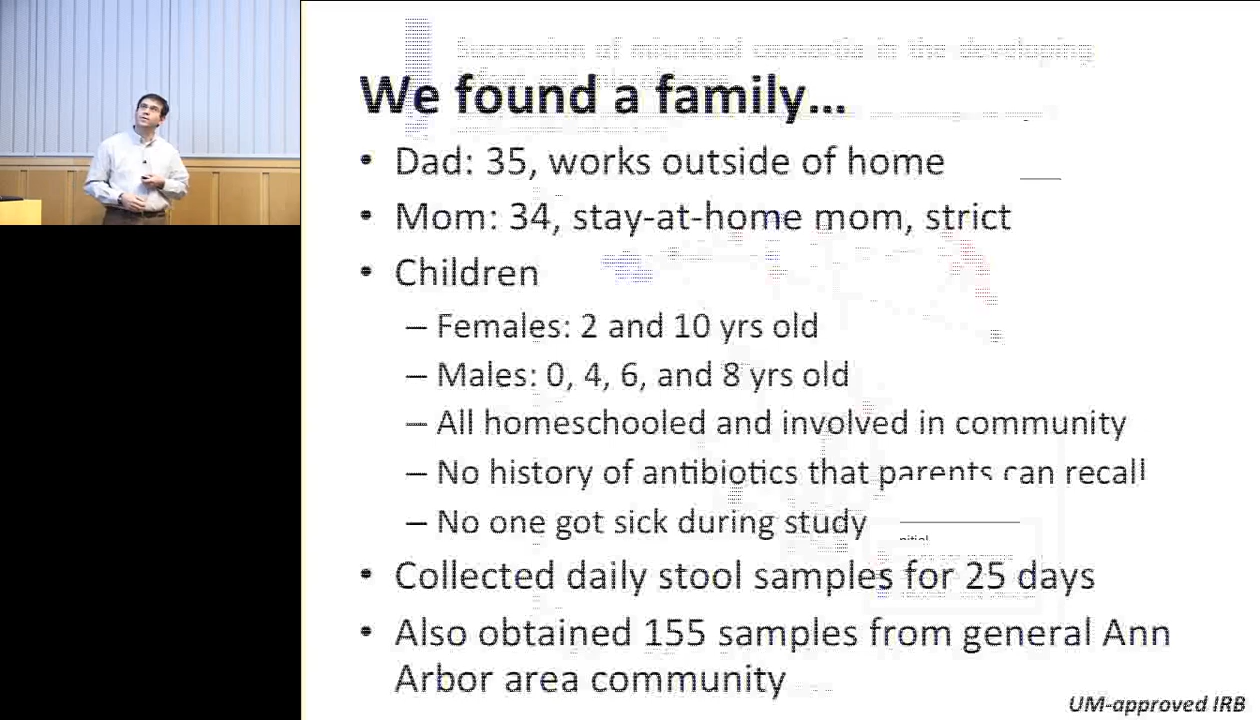 We found a family...
• Dad: 35, works outside of home
• Mom: 34, stay-at-home mom, strict
• Children
– Females: 2 and 10 yrs old
– Males: 0, 4, 6, and 8 yrs old
– All homeschooled and involved in community
– No history of antibiotics that parents can recall
– No one got sick during study
• Collected daily stool samples for 25 days
• Also obtained 155 samples from general Ann
Arbor area community
UM-approved IRB